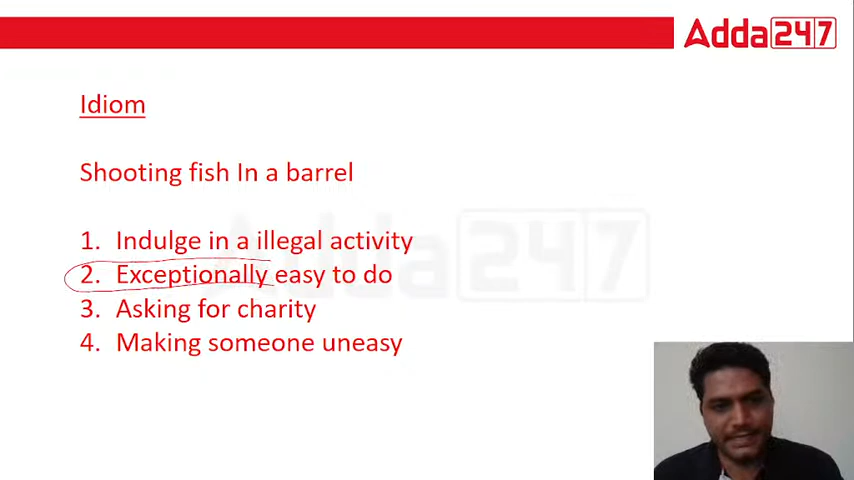 Adda247
Idiom
Shooting fish In a barrel
1. Indulge in a illegal activity
2. Exceptionally easy to do
3. Asking for charity
4. Making someone uneasy
Adda247